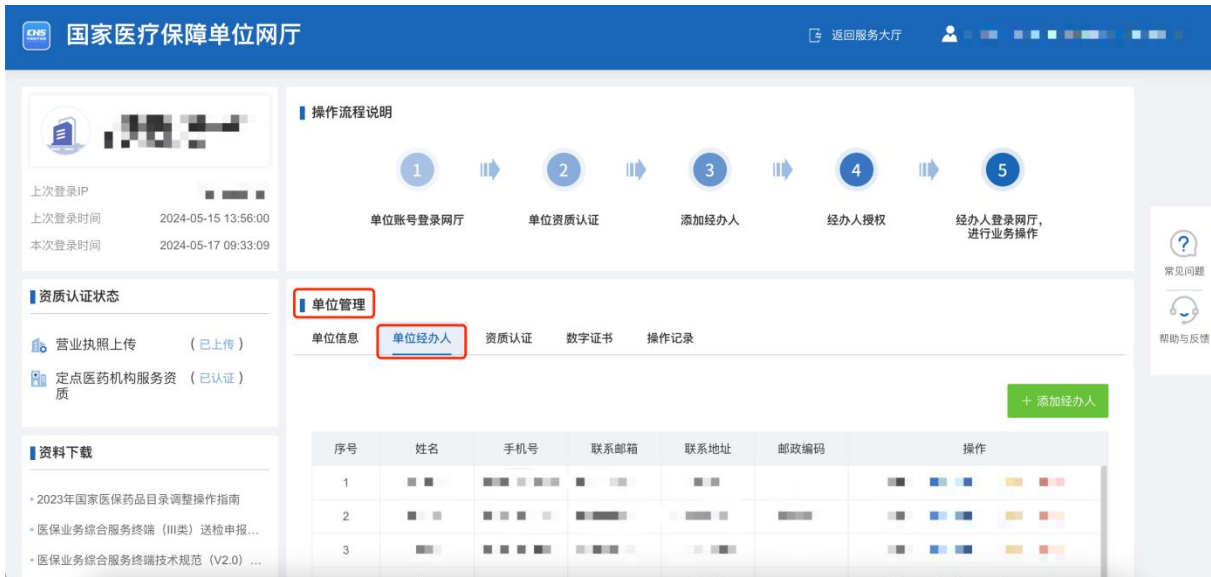 CHS
国家医疗保障单位网厅
返回服务大厅
上次登录IP
上次登录时间 2024-05-15 13:56:00
本次登录时间 2024-05-17 09:33:09
操作流程说明
1 2 3 4 5
单位账号登录网厅 单位资质认证 添加经办人 经办人授权 经办人登录网厅，
进行业务操作
常见问题
帮助与反馈
资质认证状态
营业执照上传 （已上传）
定点医药机构服务资 （已认证）
质
资料下载
2023年国家医保药品目录调整操作指南
医保业务综合服务终端（III类）送检申报...
医保业务综合服务终端技术规范（V2.0）...
单位管理
单位信息 单位经办人 资质认证 数字证书 操作记录
+ 添加经办人
序号 姓名 手机号 联系邮箱 联系地址 邮政编码 操作
1
2
3